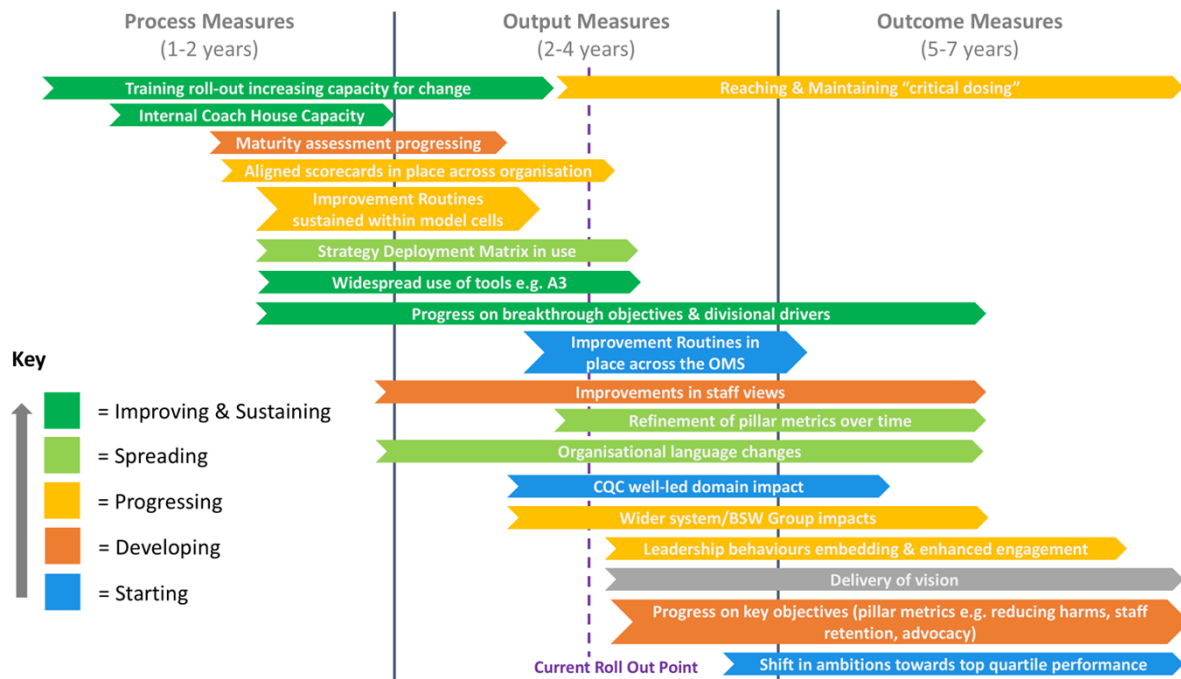 Process Measures
(1-2 years)
Output Measures
(2-4 years)
Outcome Measures
(5-7 years)
Training roll-out increasing capacity for change
Reaching & Maintaining “critical dosing”
Internal Coach House Capacity
Maturity assessment progressing
Aligned scorecards in place across organisation
Improvement Routines
sustained within model cells
Strategy Deployment Matrix in use
Widespread use of tools e.g. A3
Progress on breakthrough objectives & divisional drivers
Improvement Routines in
place across the OMS
Improvements in staff views
Refinement of pillar metrics over time
Organisational language changes
CQC well-led domain impact
Wider system/BSW Group impacts
Leadership behaviours embedding & enhanced engagement
Delivery of vision
Progress on key objectives (pillar metrics e.g. reducing harms, staff
retention, advocacy)
Shift in ambitions towards top quartile performance
Current Roll Out Point
Key
= Improving & Sustaining
= Spreading
= Progressing
= Developing
= Starting